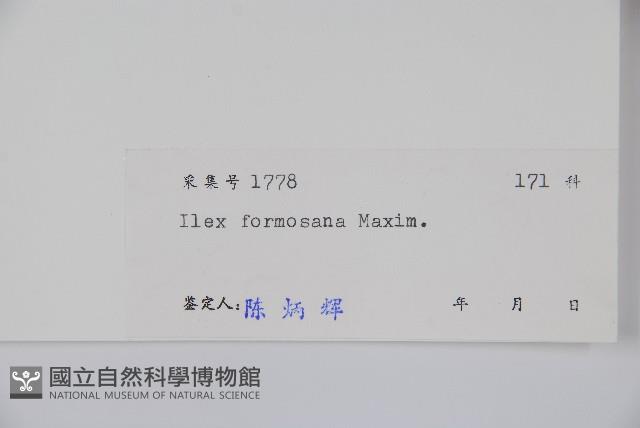 采集号 1778 171 科
Ilex formosana Maxim.
鉴定人: 陈炳辉 年 月 日
國立自然科學博物館
NATIONAL MUSEUM OF NATURAL SCIENCE